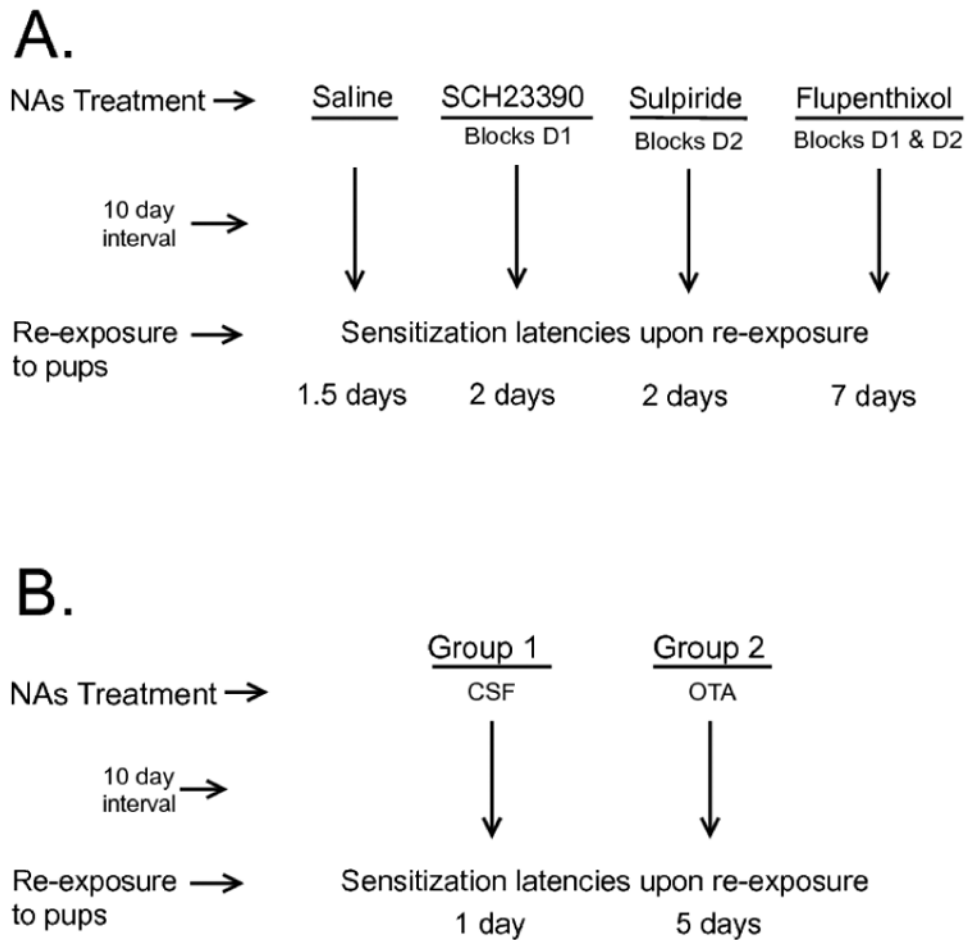 A.
NAs Treatment → Saline SCH23390 Sulpiride Flupenthixol
Blocks D1 Blocks D2 Blocks D1 & D2
10 day
interval →
Re-exposure → Sensitization latencies upon re-exposure
to pups
1.5 days 2 days 2 days 7 days
B.
Group 1 Group 2
NAs Treatment → CSF OTA
10 day
interval →
Re-exposure → Sensitization latencies upon re-exposure
to pups
1 day 5 days